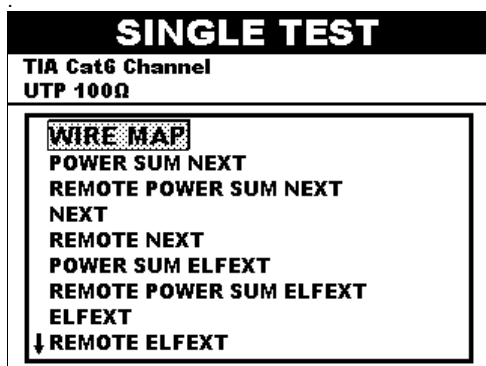 SINGLE TEST
TIA Cat6 Channel
UTP 100Ω
WIRE MAP
POWER SUM NEXT
REMOTE POWER SUM NEXT
NEXT
REMOTE NEXT
POWER SUM ELFEXT
REMOTE POWER SUM ELFEXT
ELFEXT
↓ REMOTE ELFEXT